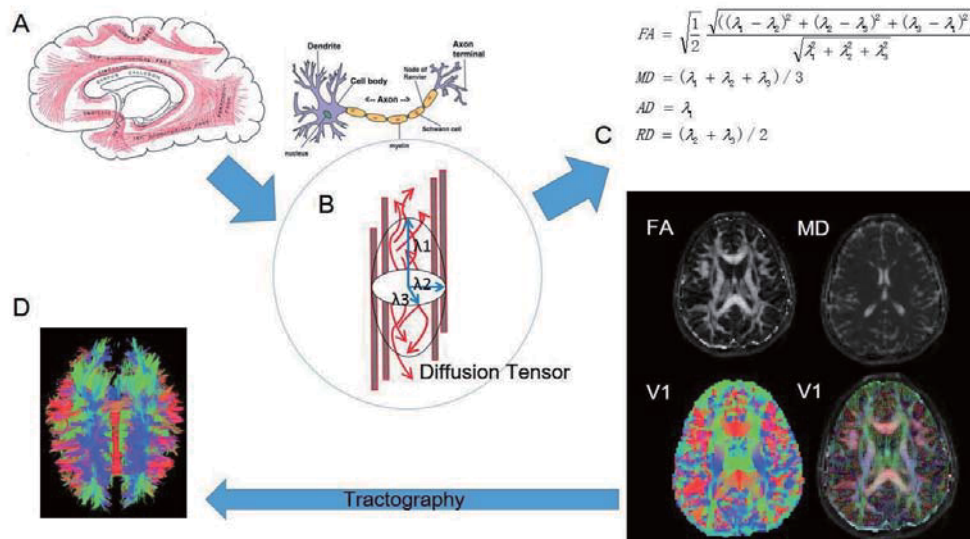 A
Dendrite
Axon
terminal
Node of
Ranvier
Cell body
<-- Axon -->
Schwann cell
nucleus
myelin
FA = √(1/2) √(((λ₁ − λ₂)² + (λ₂ − λ₃)² + (λ₃ − λ₁)²) / √(λ₁² + λ₂² + λ₃²)
MD = (λ₁ + λ₂ + λ₃) / 3
AD = λ₁
RD = (λ₂ + λ₃) / 2
C
B
λ1
λ2
λ3
Diffusion Tensor
FA
MD
V1
V1
D
Tractography